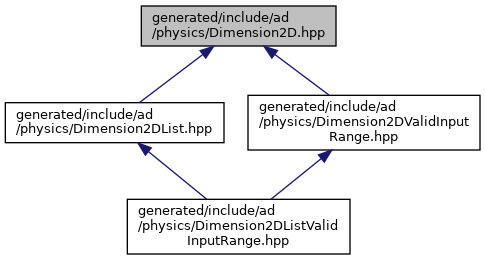 generated/include/ad
/physics/Dimension2D.hpp
generated/include/ad
/physics/Dimension2DList.hpp
generated/include/ad
/physics/Dimension2DValidInput
Range.hpp
generated/include/ad
/physics/Dimension2DListValid
InputRange.hpp